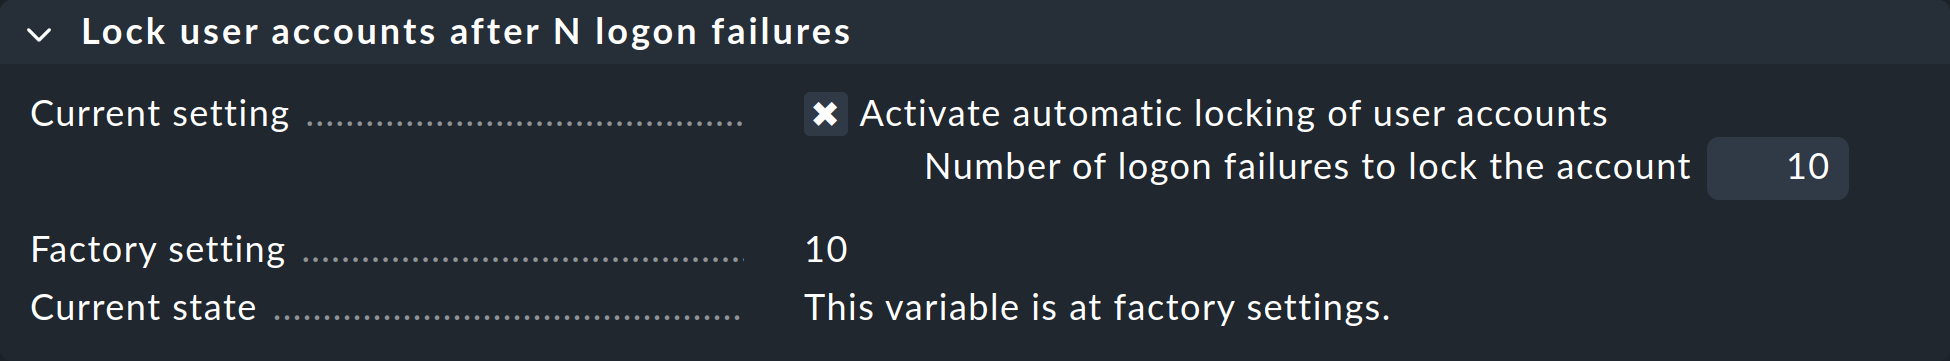 Lock user accounts after N logon failures
Current setting ✖ Activate automatic locking of user accounts
Number of logon failures to lock the account 10
Factory setting 10
Current state This variable is at factory settings.